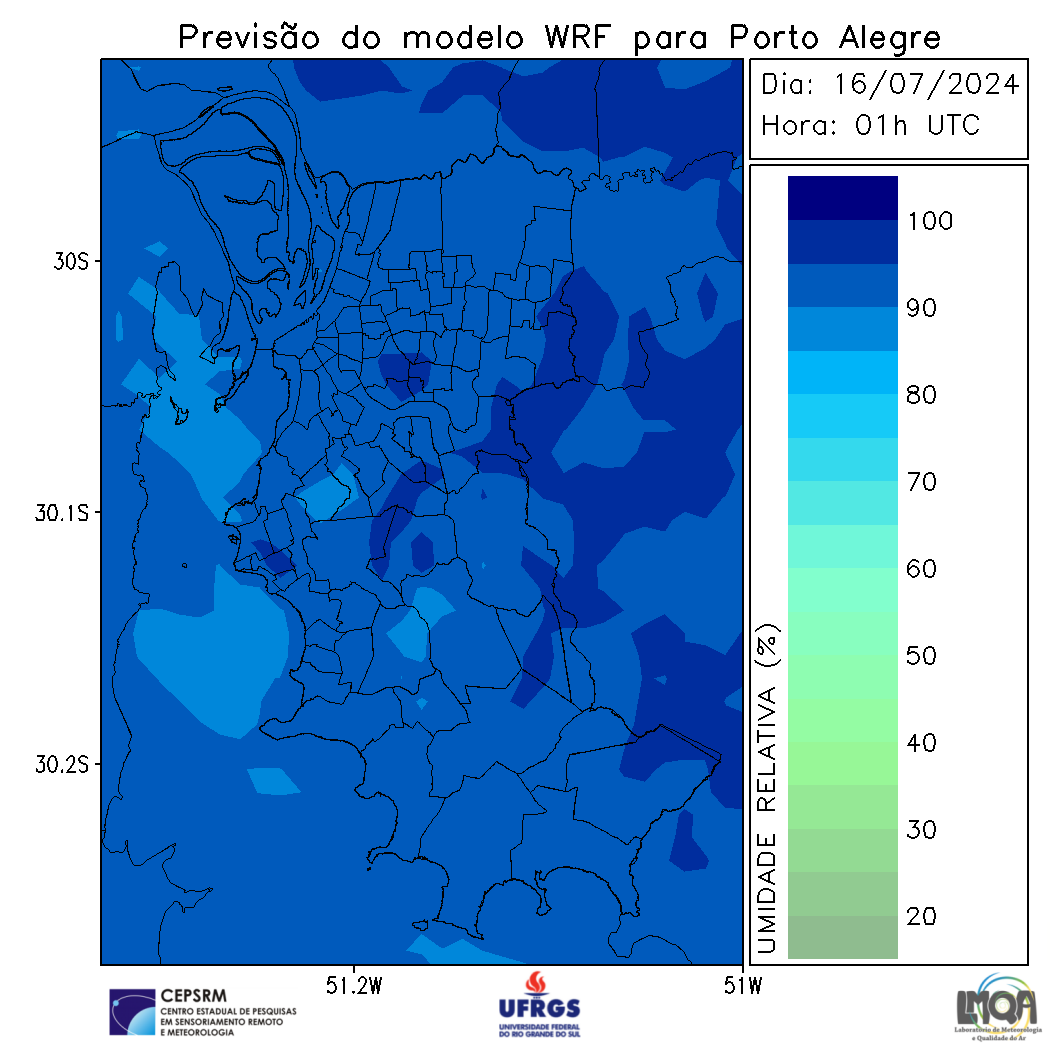 Previsão do modelo WRF para Porto Alegre
Dia: 16/07/2024
Hora: 01h UTC
30S
30.1S
30.2S
51.2W
51W
100
90
80
70
60
50
40
30
20
UMIDADE RELATIVA (%)
CEPSRM
CENTRO ESTADUAL DE PESQUISAS
EM SENSORIAMENTO REMOTO
E METEOROLOGIA
UFRGS
UNIVERSIDADE FEDERAL
DO RIO GRANDE DO SUL
LMQA
Laboratório de Meteorologia
e Qualidade do Ar